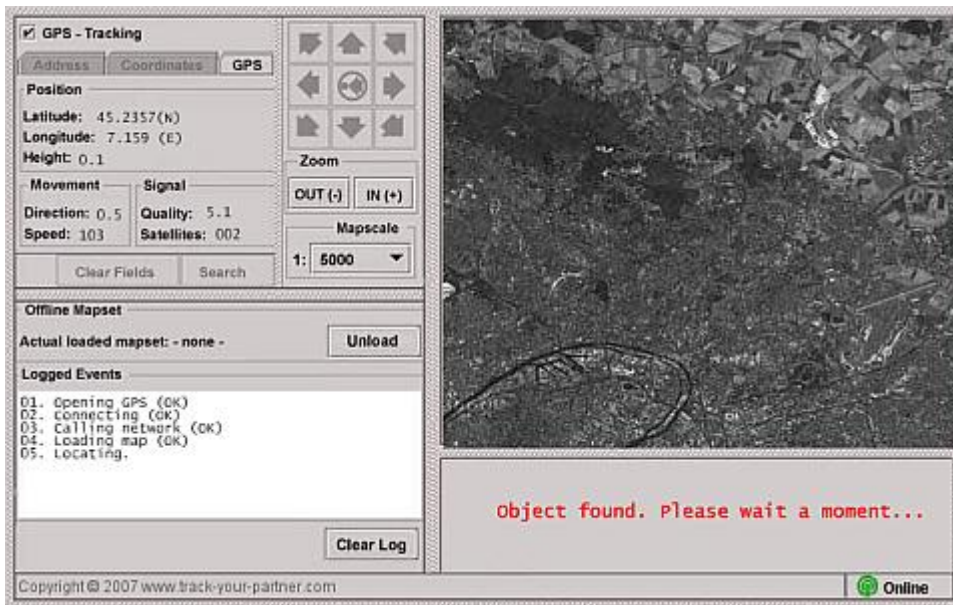 GPS - Tracking
Address Coordinates GPS
Position
Latitude: 45.2357(N)
Longitude: 7.159 (E)
Height: 0.1
Movement
Direction: 0.5
Speed: 103
Signal
Quality: 5.1
Satellites: 002
Clear Fields Search
Zoom
OUT (-) IN (+)
Mapscale
1: 5000
Offline Mapset
Actual loaded mapset: - none -
Unload
Logged Events
01. Opening GPS (OK)
02. Connecting (OK)
03. Calling network (OK)
04. Loading map (OK)
05. Locating.
Clear Log
Object found. Please wait a moment...
Copyright © 2007 www.track-your-partner.com
Online